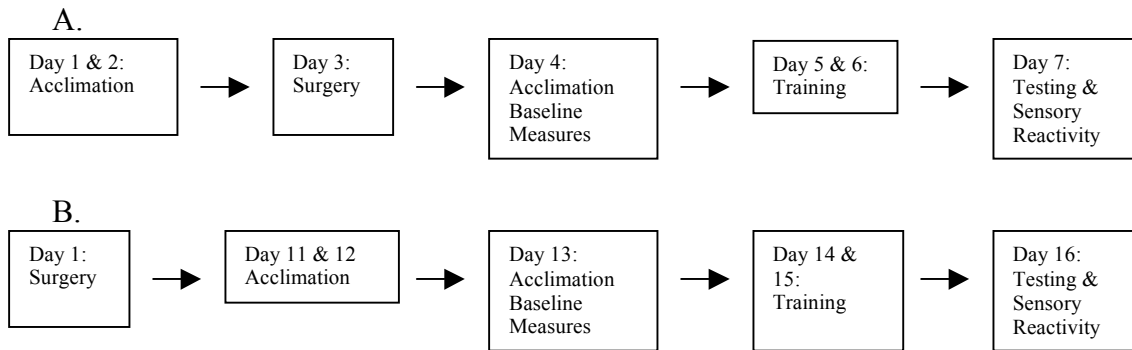 A.
Day 1 & 2:
Acclimation
Day 3:
Surgery
Day 4:
Acclimation
Baseline
Measures
Day 5 & 6:
Training
Day 7:
Testing &
Sensory
Reactivity
B.
Day 1:
Surgery
Day 11 & 12
Acclimation
Day 13:
Acclimation
Baseline
Measures
Day 14 &
15:
Training
Day 16:
Testing &
Sensory
Reactivity